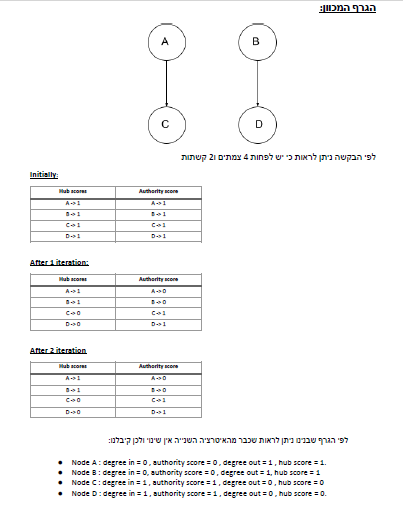 הגרף המכוון:
A B
C D
לפי הבקשה ניתן לראות כי יש לפחות 4 צמתים ו2 קשתות
Initially:
Hub scores Authority score
A -> 1 A -> 1
B -> 1 B -> 1
C -> 1 C -> 1
D -> 1 D -> 1
After 1 iteration:
Hub scores Authority score
A -> 1 A -> 0
B -> 1 B -> 0
C -> 0 C -> 1
D -> 0 D -> 1
After 2 iteration
Hub scores Authority score
A -> 1 A -> 0
B -> 1 B -> 0
C -> 0 C -> 1
D -> 0 D -> 1
לפי הגרף שבנינו ניתן לראות שכבר מהאיטרציה השנייה אין שינוי ולכן קיבלנו:
• Node A : degree in = 0 , authority score = 0 , degree out = 1 , hub score = 1.
• Node B : degree in = 0, authority score = 0 , degree out = 1, hub score = 1
• Node C : degree in = 1 , authority score = 1 , degree out = 0 , hub score = 0
• Node D : degree in = 1 , authority score = 1 , degree out = 0 , hub score = 0.